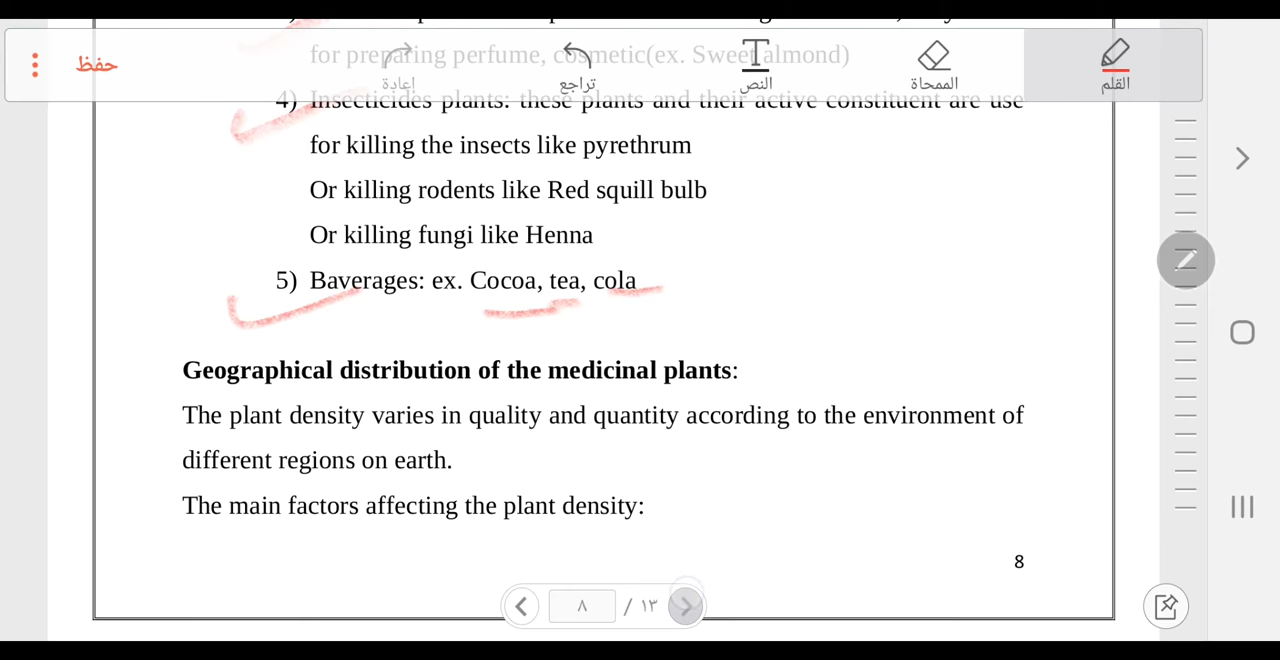 for preparing perfume, cosmetic(ex. Sweet almond)
حفظ
إعادة
تراجع
النص
الممحاة
القلم
4) Insecticides plants: these plants and their active constituent are use
for killing the insects like pyrethrum
Or killing rodents like Red squill bulb
Or killing fungi like Henna
5) Baverages: ex. Cocoa, tea, cola
Geographical distribution of the medicinal plants:
The plant density varies in quality and quantity according to the environment of
different regions on earth.
The main factors affecting the plant density:
8
٨ / ١٣